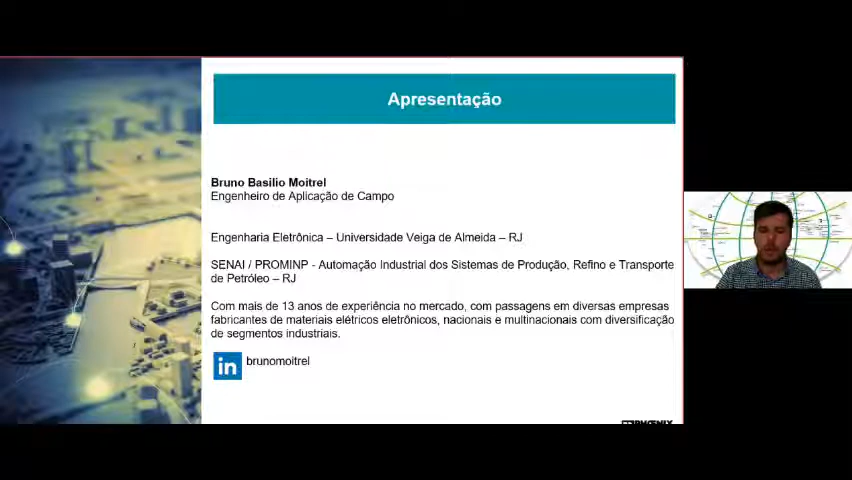 Apresentação
Bruno Basilio Moitrel
Engenheiro de Aplicação de Campo
Engenharia Eletrônica – Universidade Veiga de Almeida – RJ
SENAI / PROMINP - Automação Industrial dos Sistemas de Produção, Refino e Transporte
de Petróleo – RJ
Com mais de 13 anos de experiência no mercado, com passagens em diversas empresas
fabricantes de materiais elétricos eletrônicos, nacionais e multinacionais com diversificação
de segmentos industriais.
in brunomoitrel
PHOENIX